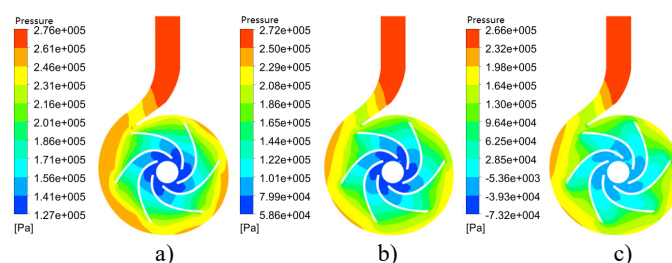 Pressure
2.76e+005
2.61e+005
2.46e+005
2.31e+005
2.16e+005
2.01e+005
1.86e+005
1.71e+005
1.56e+005
1.41e+005
1.27e+005
[Pa]
a)
Pressure
2.72e+005
2.50e+005
2.29e+005
2.08e+005
1.86e+005
1.65e+005
1.44e+005
1.22e+005
1.01e+005
7.99e+004
5.86e+004
[Pa]
b)
Pressure
2.66e+005
2.32e+005
1.98e+005
1.64e+005
1.30e+005
9.64e+004
6.25e+004
2.85e+004
-5.36e+003
-3.93e+004
-7.32e+004
[Pa]
c)